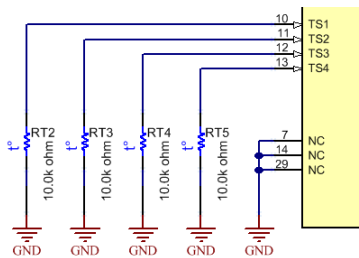 10 TS1
11 TS2
12 TS3
13 TS4
t° RT2 10.0k ohm
t° RT3 10.0k ohm
t° RT4 10.0k ohm
t° RT5 10.0k ohm
7 NC
14 NC
29 NC
GND GND GND GND GND